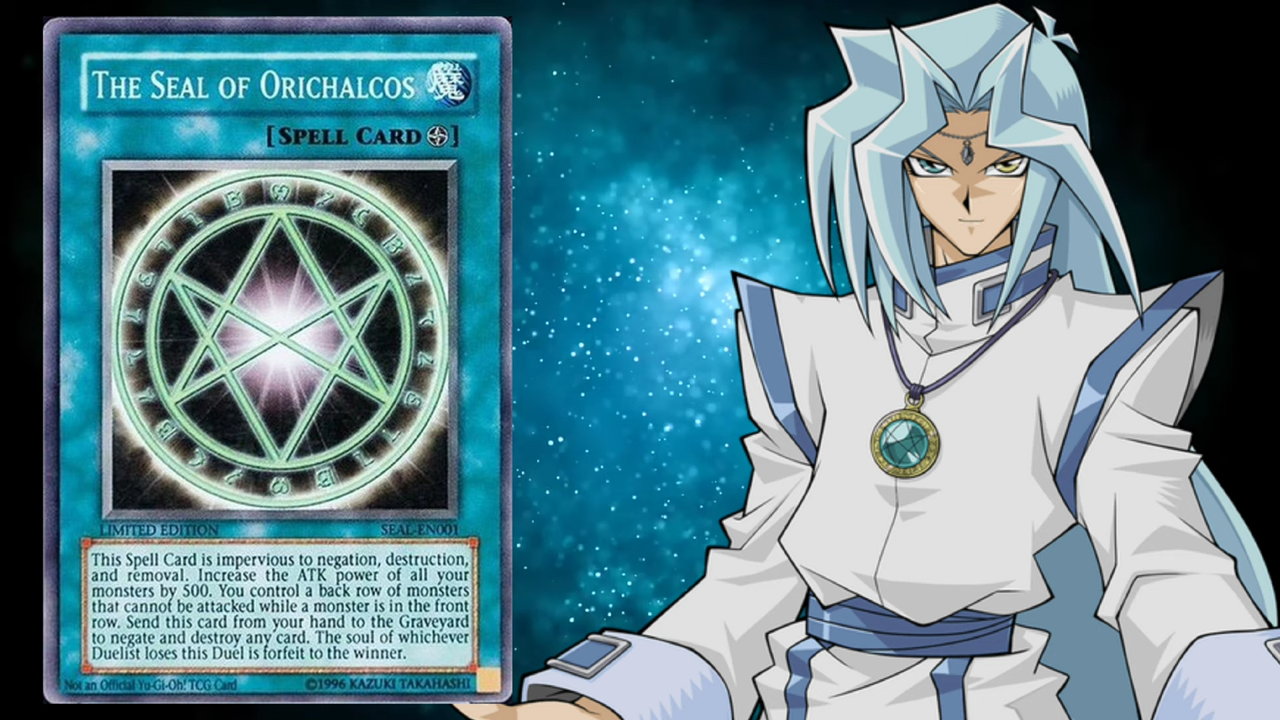 THE SEAL OF ORICHALCOS 魔
[SPELL CARD]
LIMITED EDITION SEAL-EN001
This Spell Card is impervious to negation, destruction,
and removal. Increase the ATK power of all your
monsters by 500. You control a back row of monsters
that cannot be attacked while a monster is in the front
row. Send this card from your hand to the Graveyard
to negate and destroy any card. The soul of whichever
Duelist loses this Duel is forfeit to the winner.
Not an Official Yu-Gi-Oh! TCG Card ©1996 KAZUKI TAKAHASHI